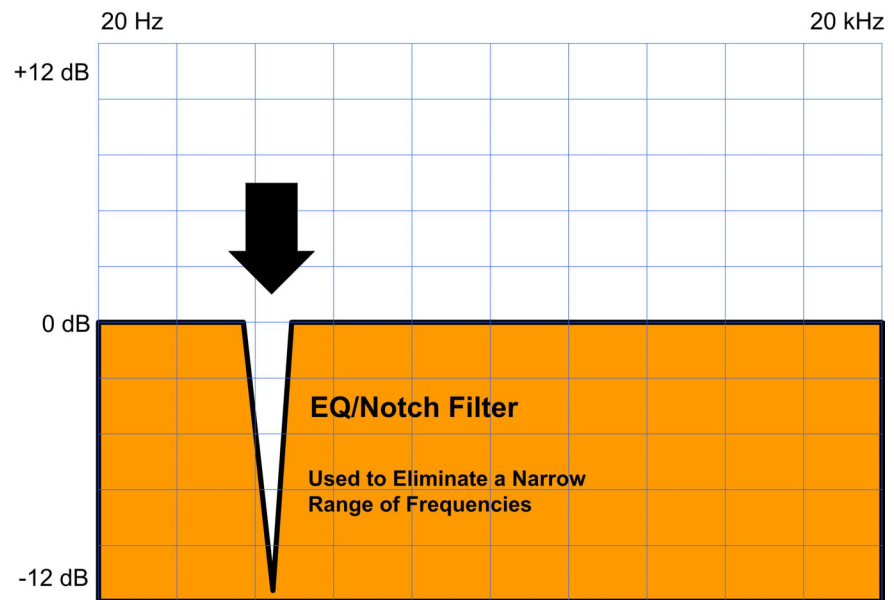 20 Hz
20 kHz
+12 dB
0 dB
EQ/Notch Filter
Used to Eliminate a Narrow
Range of Frequencies
-12 dB